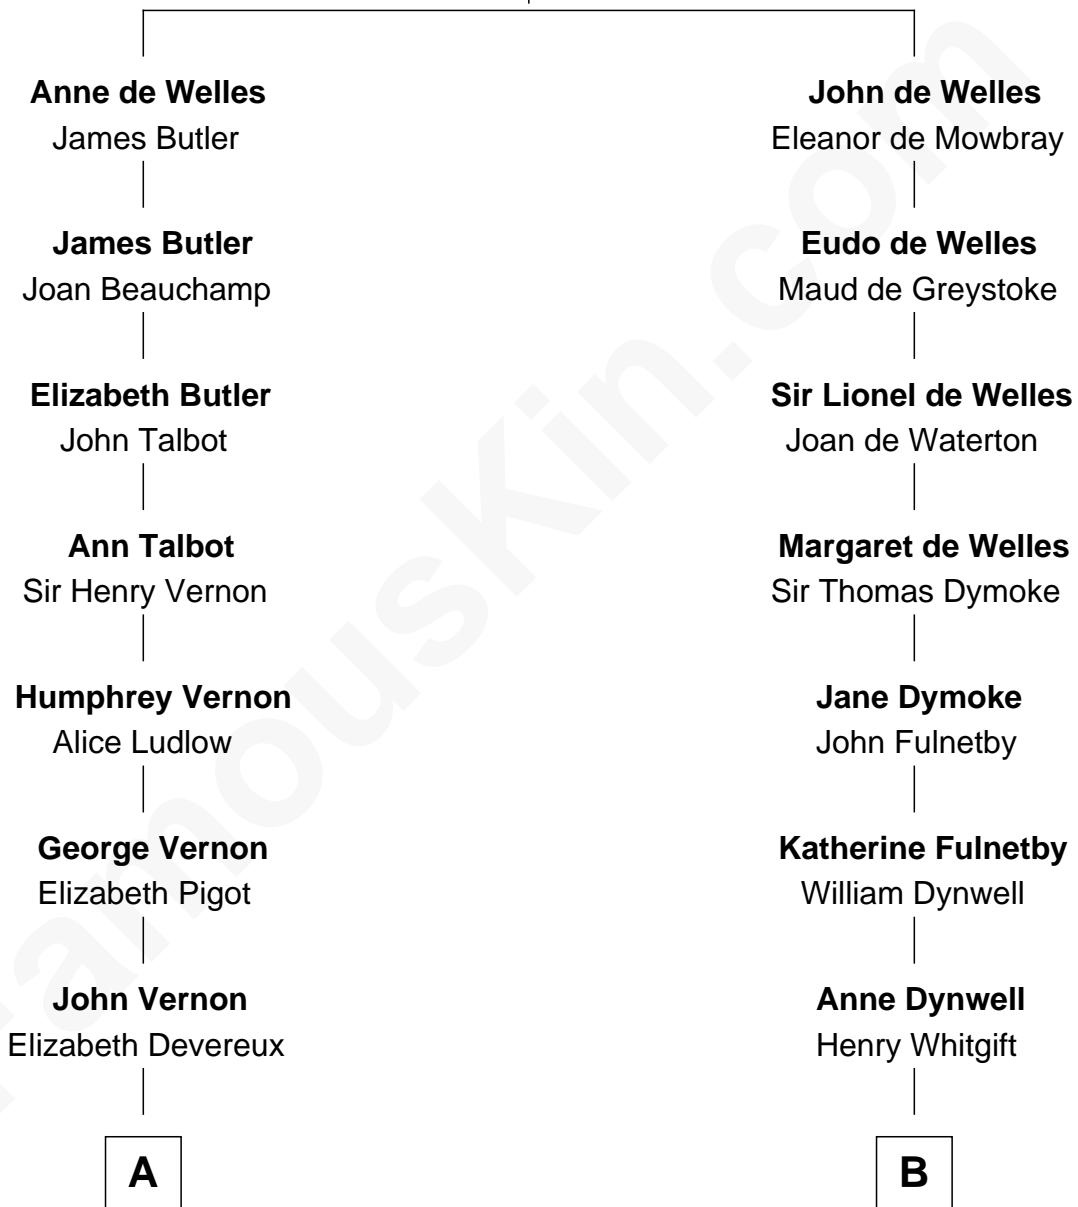 Anne de Welles
James Butler
James Butler
Joan Beauchamp
Elizabeth Butler
John Talbot
Ann Talbot
Sir Henry Vernon
Humphrey Vernon
Alice Ludlow
George Vernon
Elizabeth Pigot
John Vernon
Elizabeth Devereux
A
John de Welles
Eleanor de Mowbray
Eudo de Welles
Maud de Greystoke
Sir Lionel de Welles
Joan de Waterton
Margaret de Welles
Sir Thomas Dymoke
Jane Dymoke
John Fulnetby
Katherine Fulnetby
William Dynwell
Anne Dynwell
Henry Whitgift
B
FamousKin.com